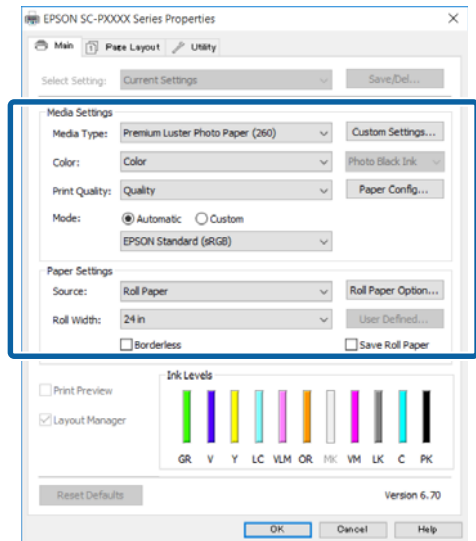 EPSON SC-PXXXX Series Properties
Main Page Layout Utility
Select Setting: Current Settings Save/Del...
Media Settings
Media Type: Premium Luster Photo Paper (260) Custom Settings...
Color: Color Photo Black Ink
Print Quality: Quality Paper Config...
Mode: Automatic Custom
EPSON Standard (sRGB)
Paper Settings
Source: Roll Paper Roll Paper Option...
Roll Width: 24 in User Defined...
Borderless Save Roll Paper
Print Preview
Layout Manager
Ink Levels
GR V Y LC VLM OR MK VM LK C PK
Reset Defaults Version 6.70
OK Cancel Help